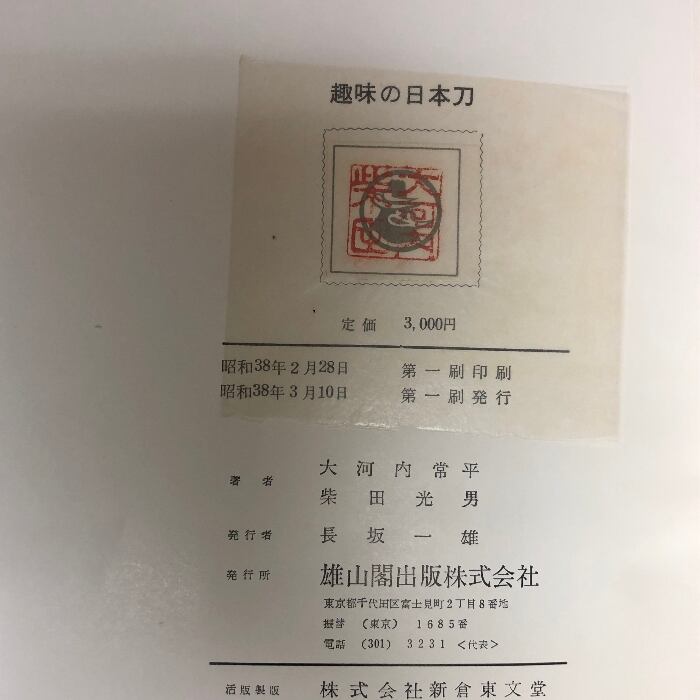 趣味の日本刀
定価 3,000円
昭和38年2月28日 第一刷印刷
昭和38年3月10日 第一刷発行
著者 大河内常平
柴田光男
発行者 長坂一雄
発行所 雄山閣出版株式会社
東京都千代田区富士見町2丁目8番地
振替 (東京) 1685番
電話 (301) 3231 <代表>
活版製版 株式会社新倉東文堂